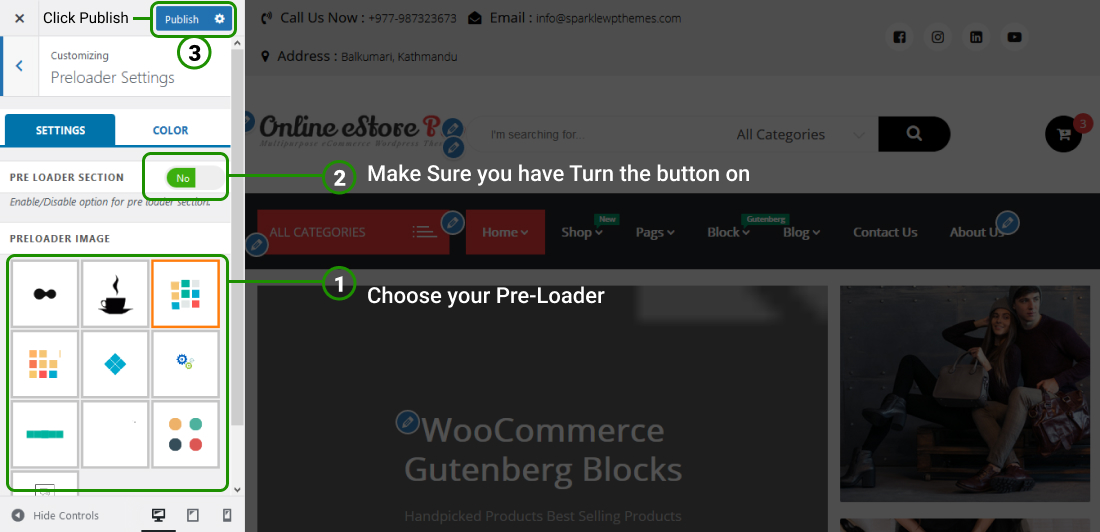 Click Publish
Publish
3
Customizing
Preloader Settings
SETTINGS
COLOR
PRE LOADER SECTION
No
Enable/Disable option for pre loader section.
2
Make Sure you have Turn the button on
PRELOADER IMAGE
1
Choose your Pre-Loader
Hide Controls
Call Us Now : +977-987323673
Email : info@sparklewpthemes.com
Address : Balkumari, Kathmandu
Online eStore P
Multipurpose eCommerce Wordpress The
I'm searching for...
All Categories
3
ALL CATEGORIES
Home
Shop
New
Pags
Block
Gutenberg
Blog
Contact Us
About Us
WooCommerce
Gutenberg Blocks
Handpicked Products Best Selling Products